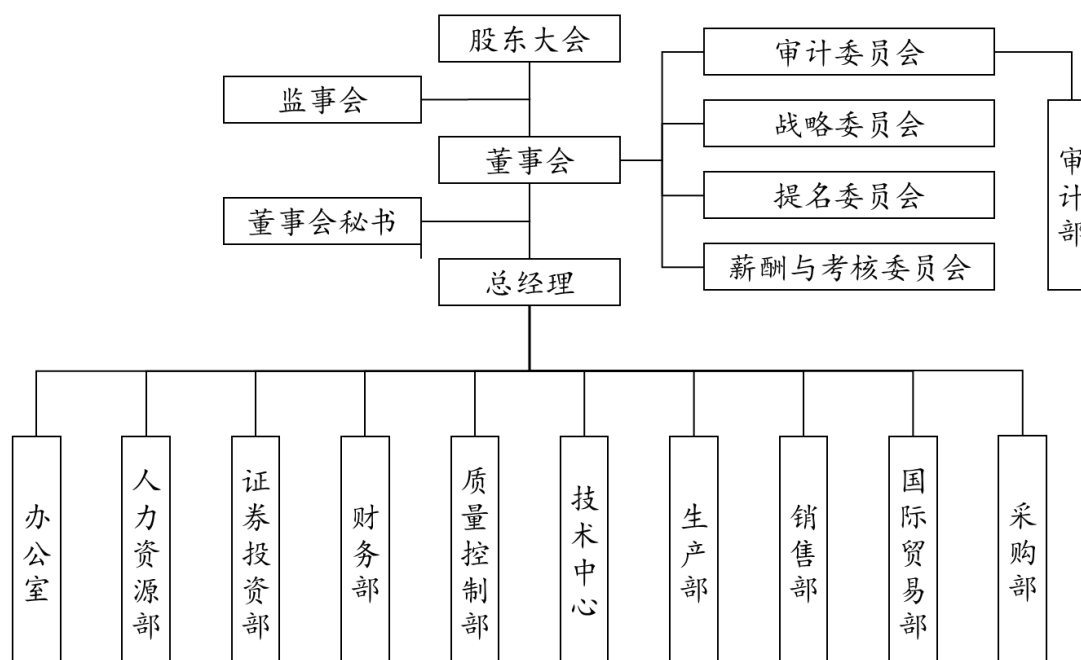 股东大会
审计委员会
监事会
战略委员会
董事会
审计部
提名委员会
董事会秘书
薪酬与考核委员会
总经理
办公室
人力资源部
证券投资部
财务部
质量控制部
技术中心
生产部
销售部
国际贸易部
采购部